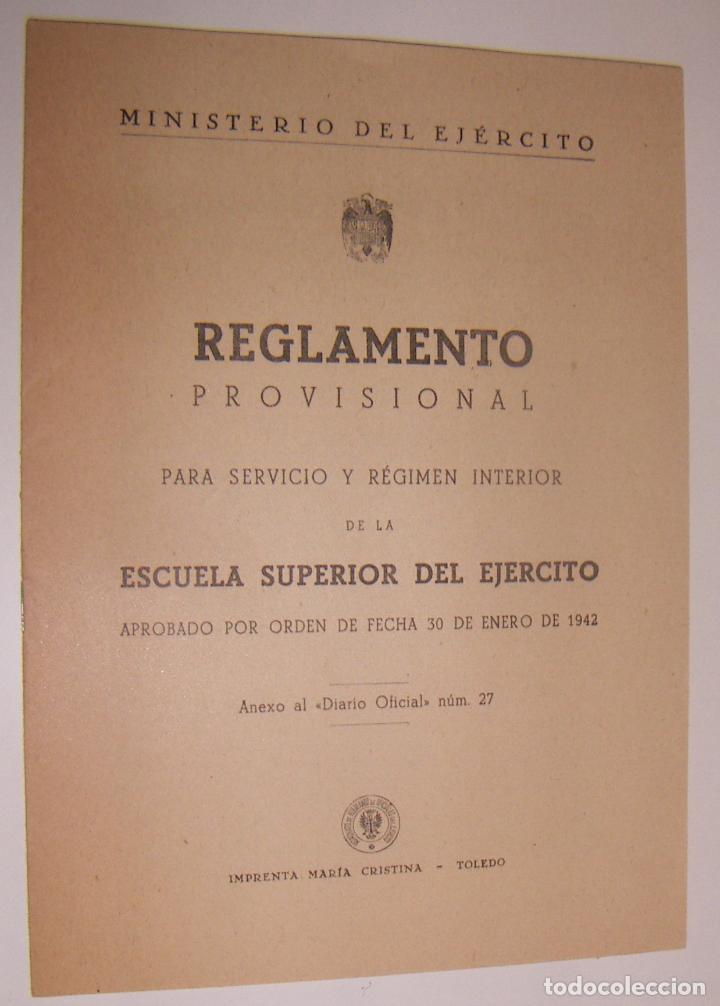 MINISTERIO DEL EJÉRCITO
REGLAMENTO
PROVISIONAL
PARA SERVICIO Y RÉGIMEN INTERIOR
DE LA
ESCUELA SUPERIOR DEL EJERCITO
APROBADO POR ORDEN DE FECHA 30 DE ENERO DE 1942
Anexo al «Diario Oficial» núm. 27
IMPRENTA MARÍA CRISTINA - TOLEDO
todocoleccion